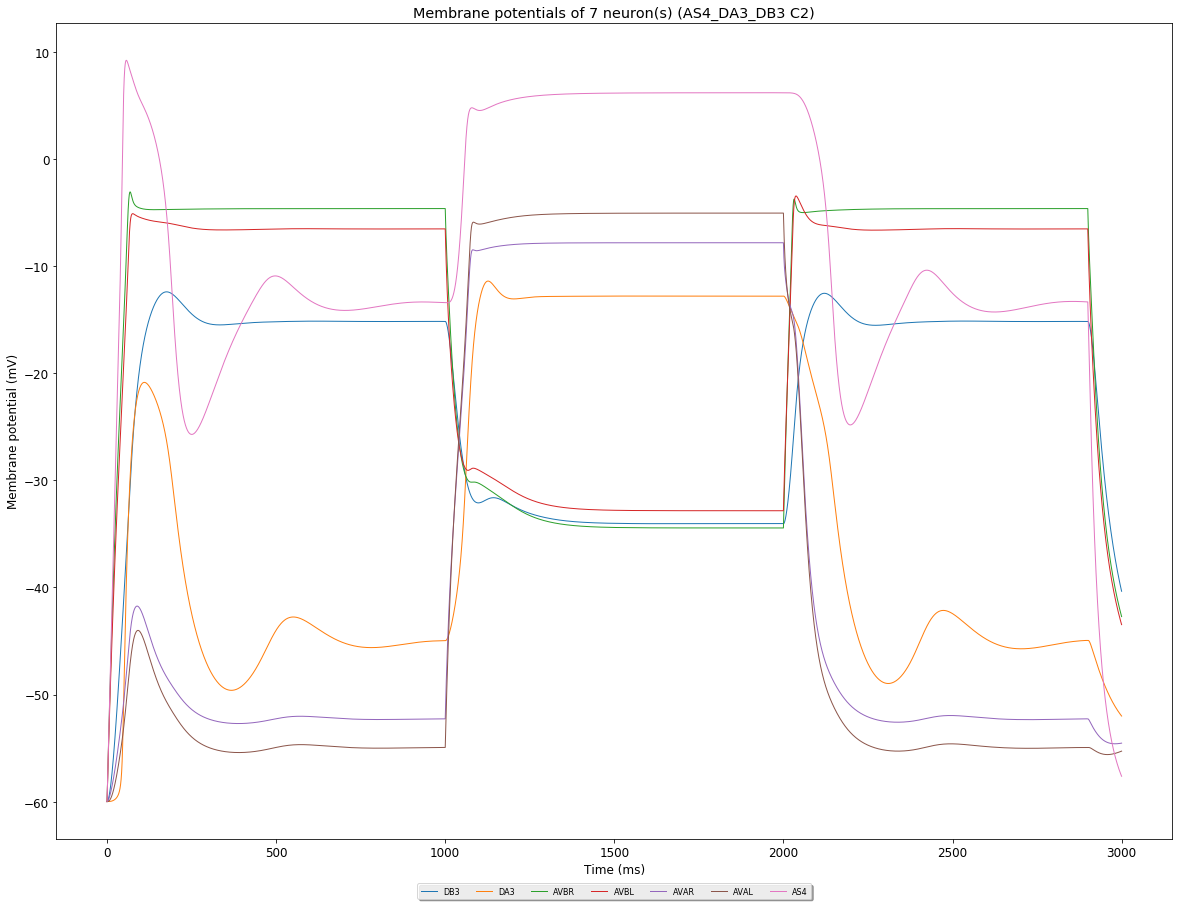 Membrane potentials of 7 neuron(s) (AS4_DA3_DB3 C2)
Membrane potential (mV)
10
0
−10
−20
−30
−40
−50
−60
0 500 1000 1500 2000 2500 3000
Time (ms)
DB3 DA3 AVBR AVBL AVAR AVAL AS4